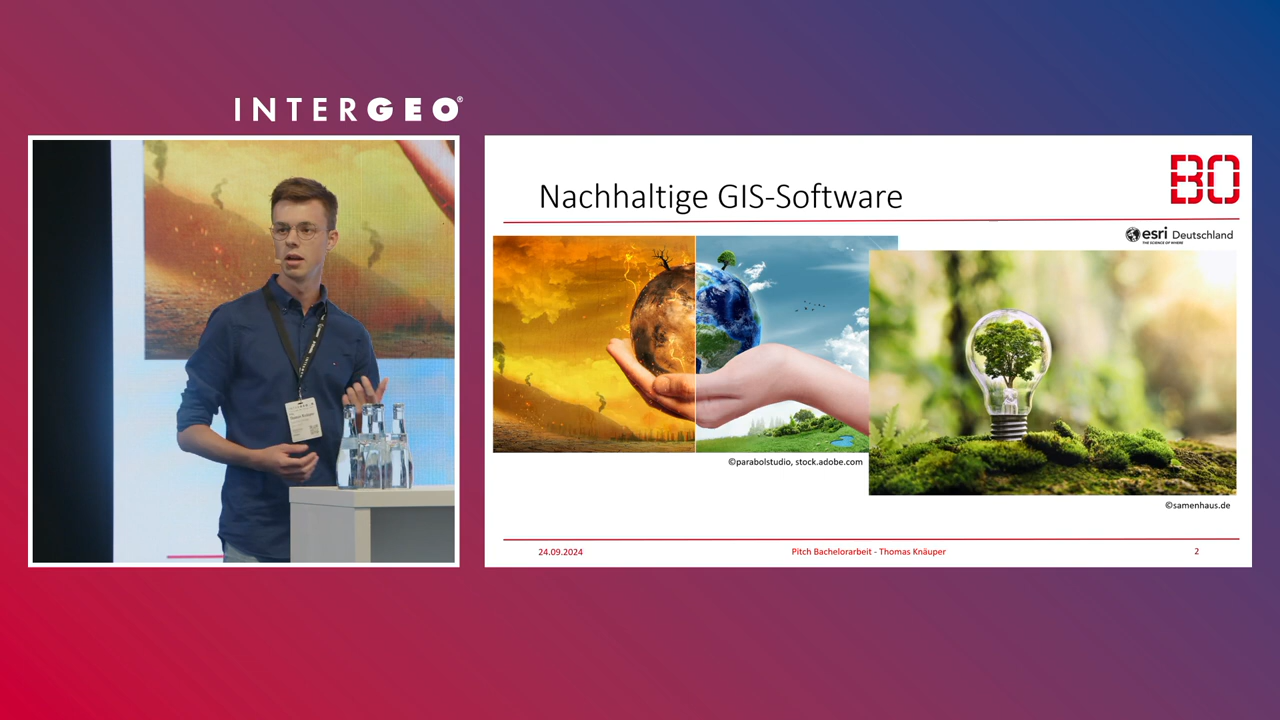 INTERGEO®
Nachhaltige GIS-Software
BO
esri Deutschland
THE SCIENCE OF WHERE
©parabolstudio, stock.adobe.com
©samenhaus.de
24.09.2024
Pitch Bachelorarbeit - Thomas Knäuper
2